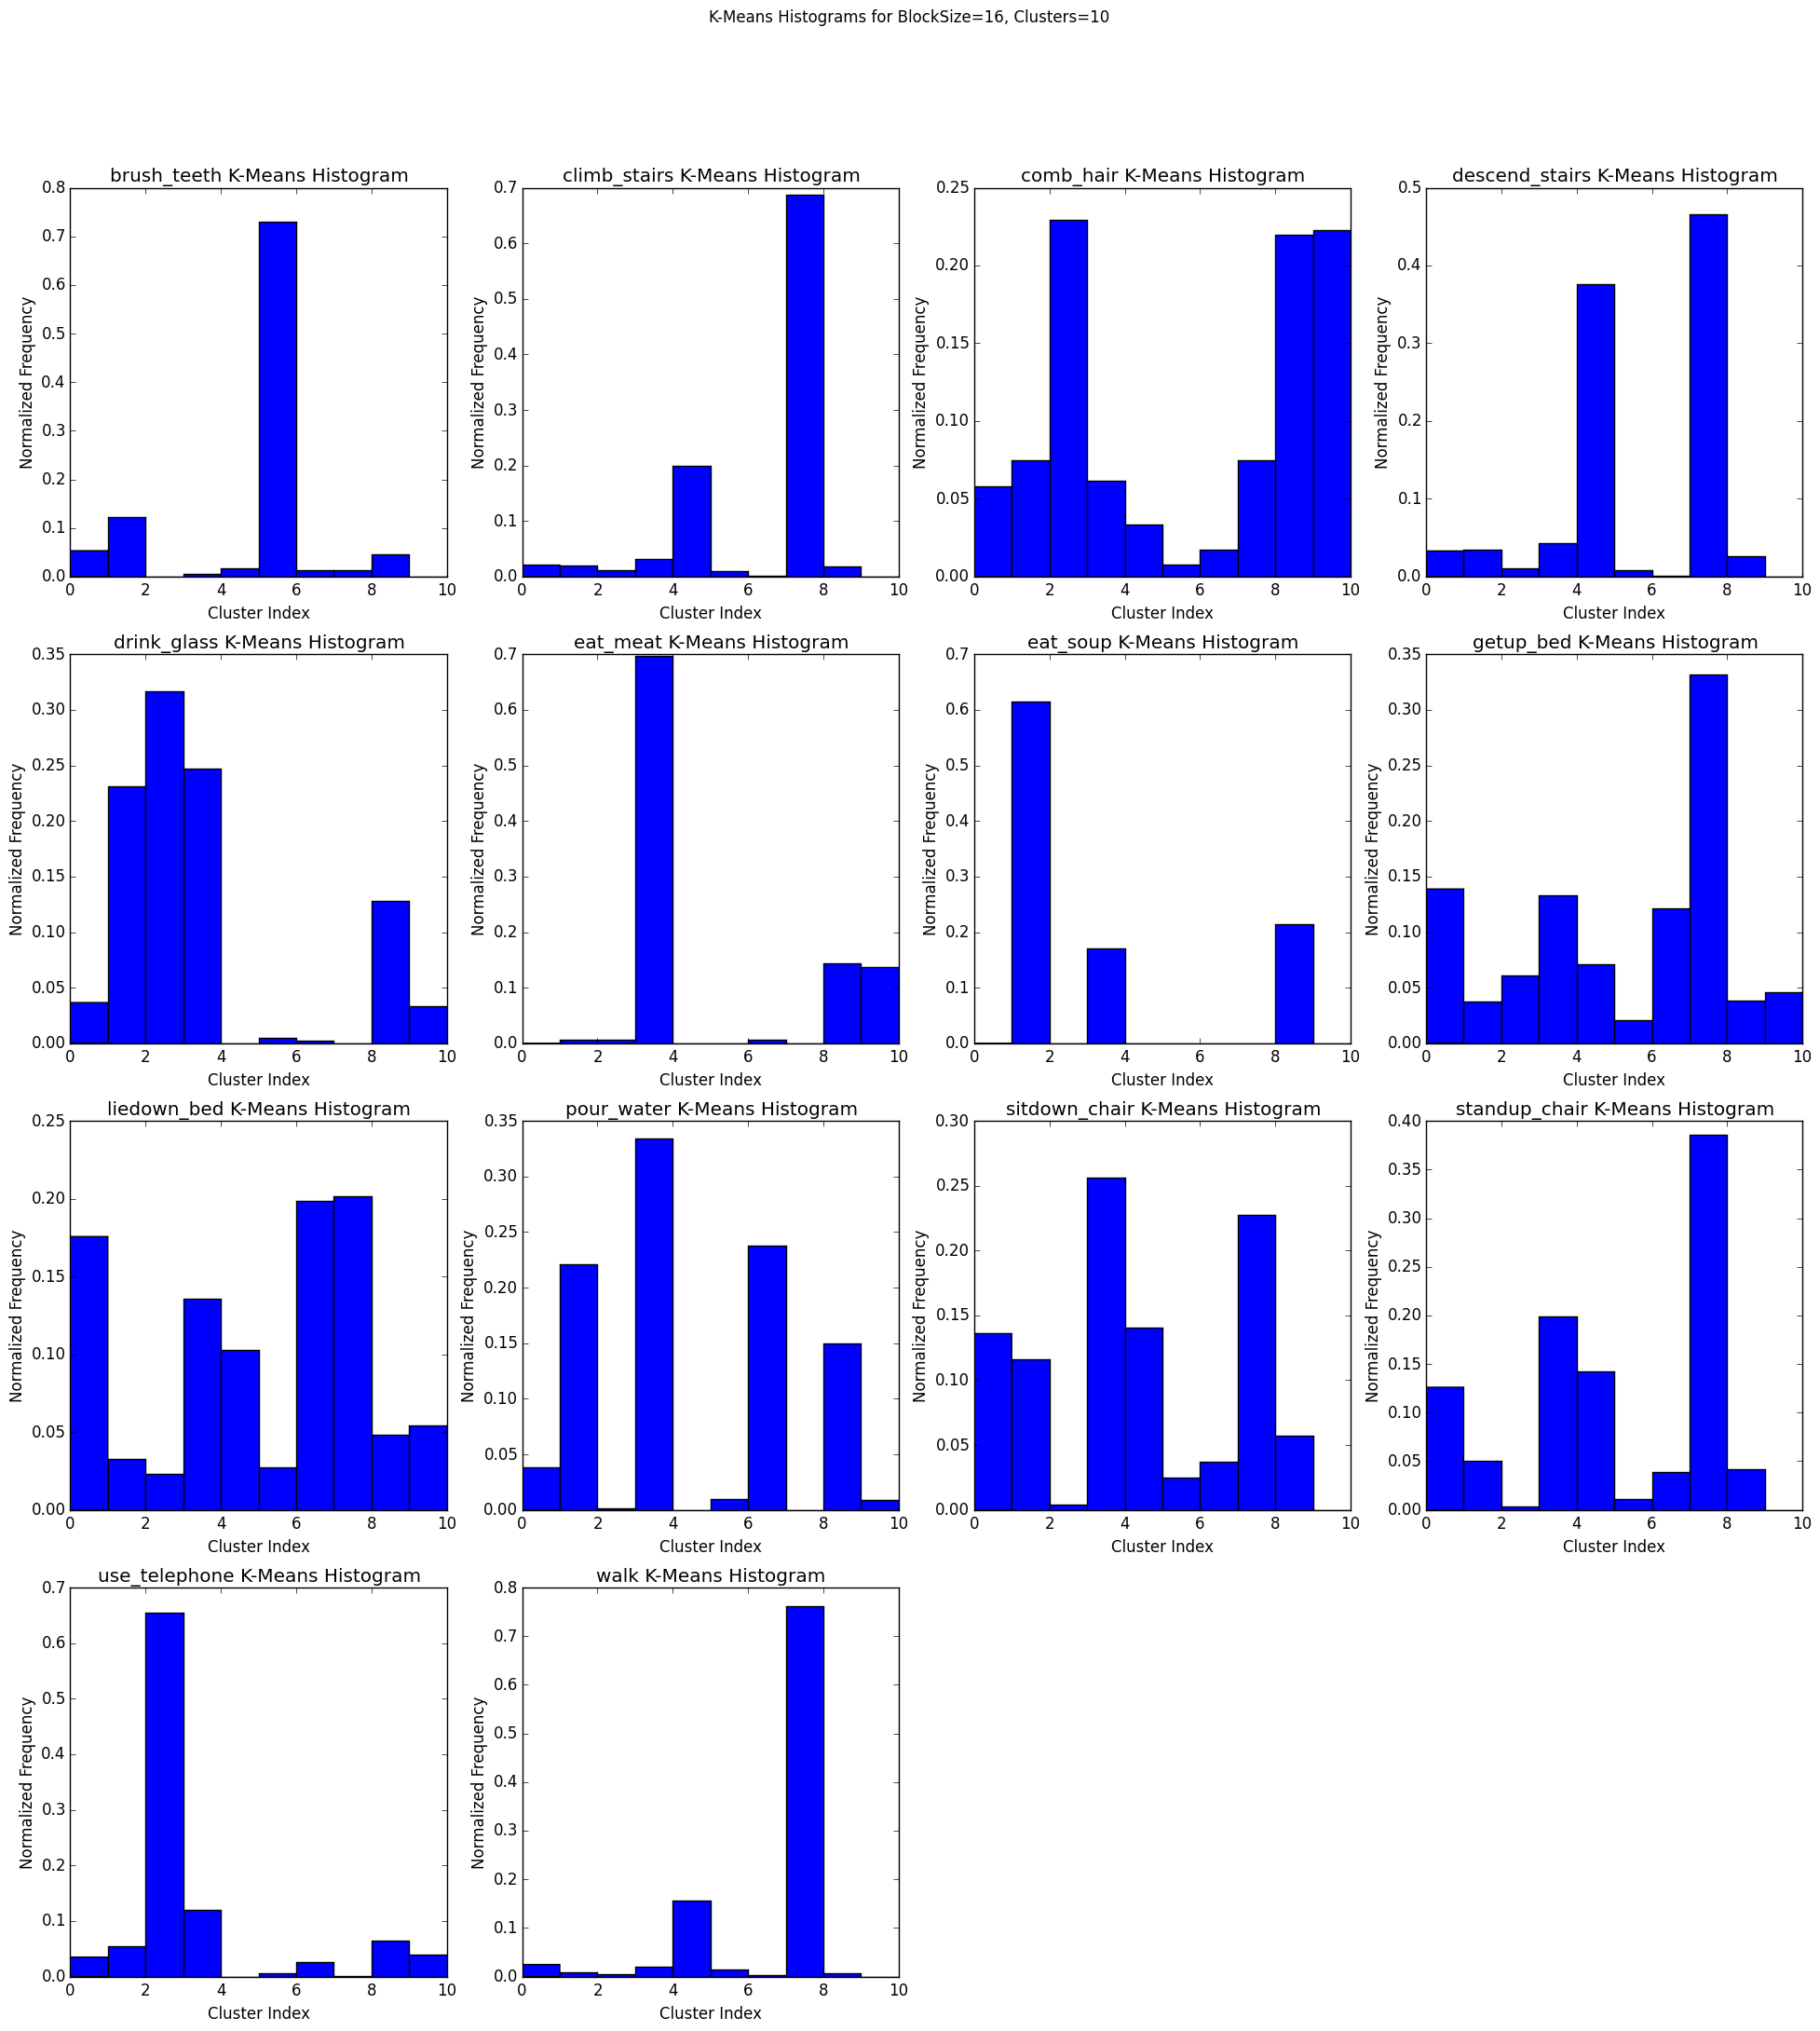 K-Means Histograms for BlockSize=16, Clusters=10
brush_teeth K-Means Histogram
0.8
0.7
0.6
0.5
0.4
0.3
0.2
0.1
0.0
Normalized Frequency
0 2 4 6 8 10
Cluster Index
climb_stairs K-Means Histogram
0.7
0.6
0.5
0.4
0.3
0.2
0.1
0.0
Normalized Frequency
0 2 4 6 8 10
Cluster Index
comb_hair K-Means Histogram
0.25
0.20
0.15
0.10
0.05
0.00
Normalized Frequency
0 2 4 6 8 10
Cluster Index
descend_stairs K-Means Histogram
0.5
0.4
0.3
0.2
0.1
0.0
Normalized Frequency
0 2 4 6 8 10
Cluster Index
drink_glass K-Means Histogram
0.35
0.30
0.25
0.20
0.15
0.10
0.05
0.00
Normalized Frequency
0 2 4 6 8 10
Cluster Index
eat_meat K-Means Histogram
0.7
0.6
0.5
0.4
0.3
0.2
0.1
0.0
Normalized Frequency
0 2 4 6 8 10
Cluster Index
eat_soup K-Means Histogram
0.7
0.6
0.5
0.4
0.3
0.2
0.1
0.0
Normalized Frequency
0 2 4 6 8 10
Cluster Index
getup_bed K-Means Histogram
0.35
0.30
0.25
0.20
0.15
0.10
0.05
0.00
Normalized Frequency
0 2 4 6 8 10
Cluster Index
liedown_bed K-Means Histogram
0.25
0.20
0.15
0.10
0.05
0.00
Normalized Frequency
0 2 4 6 8 10
Cluster Index
pour_water K-Means Histogram
0.35
0.30
0.25
0.20
0.15
0.10
0.05
0.00
Normalized Frequency
0 2 4 6 8 10
Cluster Index
sitdown_chair K-Means Histogram
0.30
0.25
0.20
0.15
0.10
0.05
0.00
Normalized Frequency
0 2 4 6 8 10
Cluster Index
standup_chair K-Means Histogram
0.40
0.35
0.30
0.25
0.20
0.15
0.10
0.05
0.00
Normalized Frequency
0 2 4 6 8 10
Cluster Index
use_telephone K-Means Histogram
0.7
0.6
0.5
0.4
0.3
0.2
0.1
0.0
Normalized Frequency
0 2 4 6 8 10
Cluster Index
walk K-Means Histogram
0.8
0.7
0.6
0.5
0.4
0.3
0.2
0.1
0.0
Normalized Frequency
0 2 4 6 8 10
Cluster Index